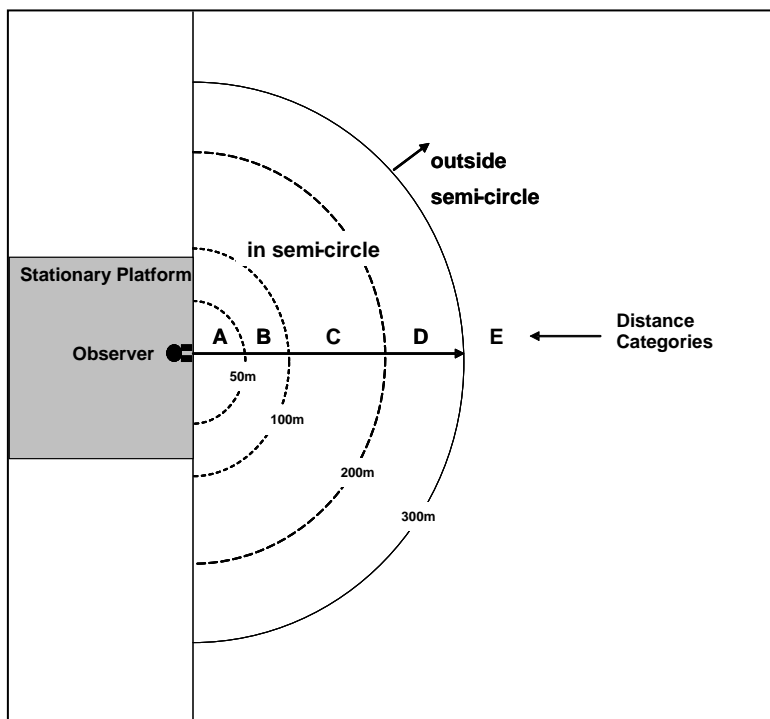 outside
semi-circle
in semi-circle
Stationary Platform
Observer
A
B
C
D
E
Distance
Categories
50m
100m
200m
300m